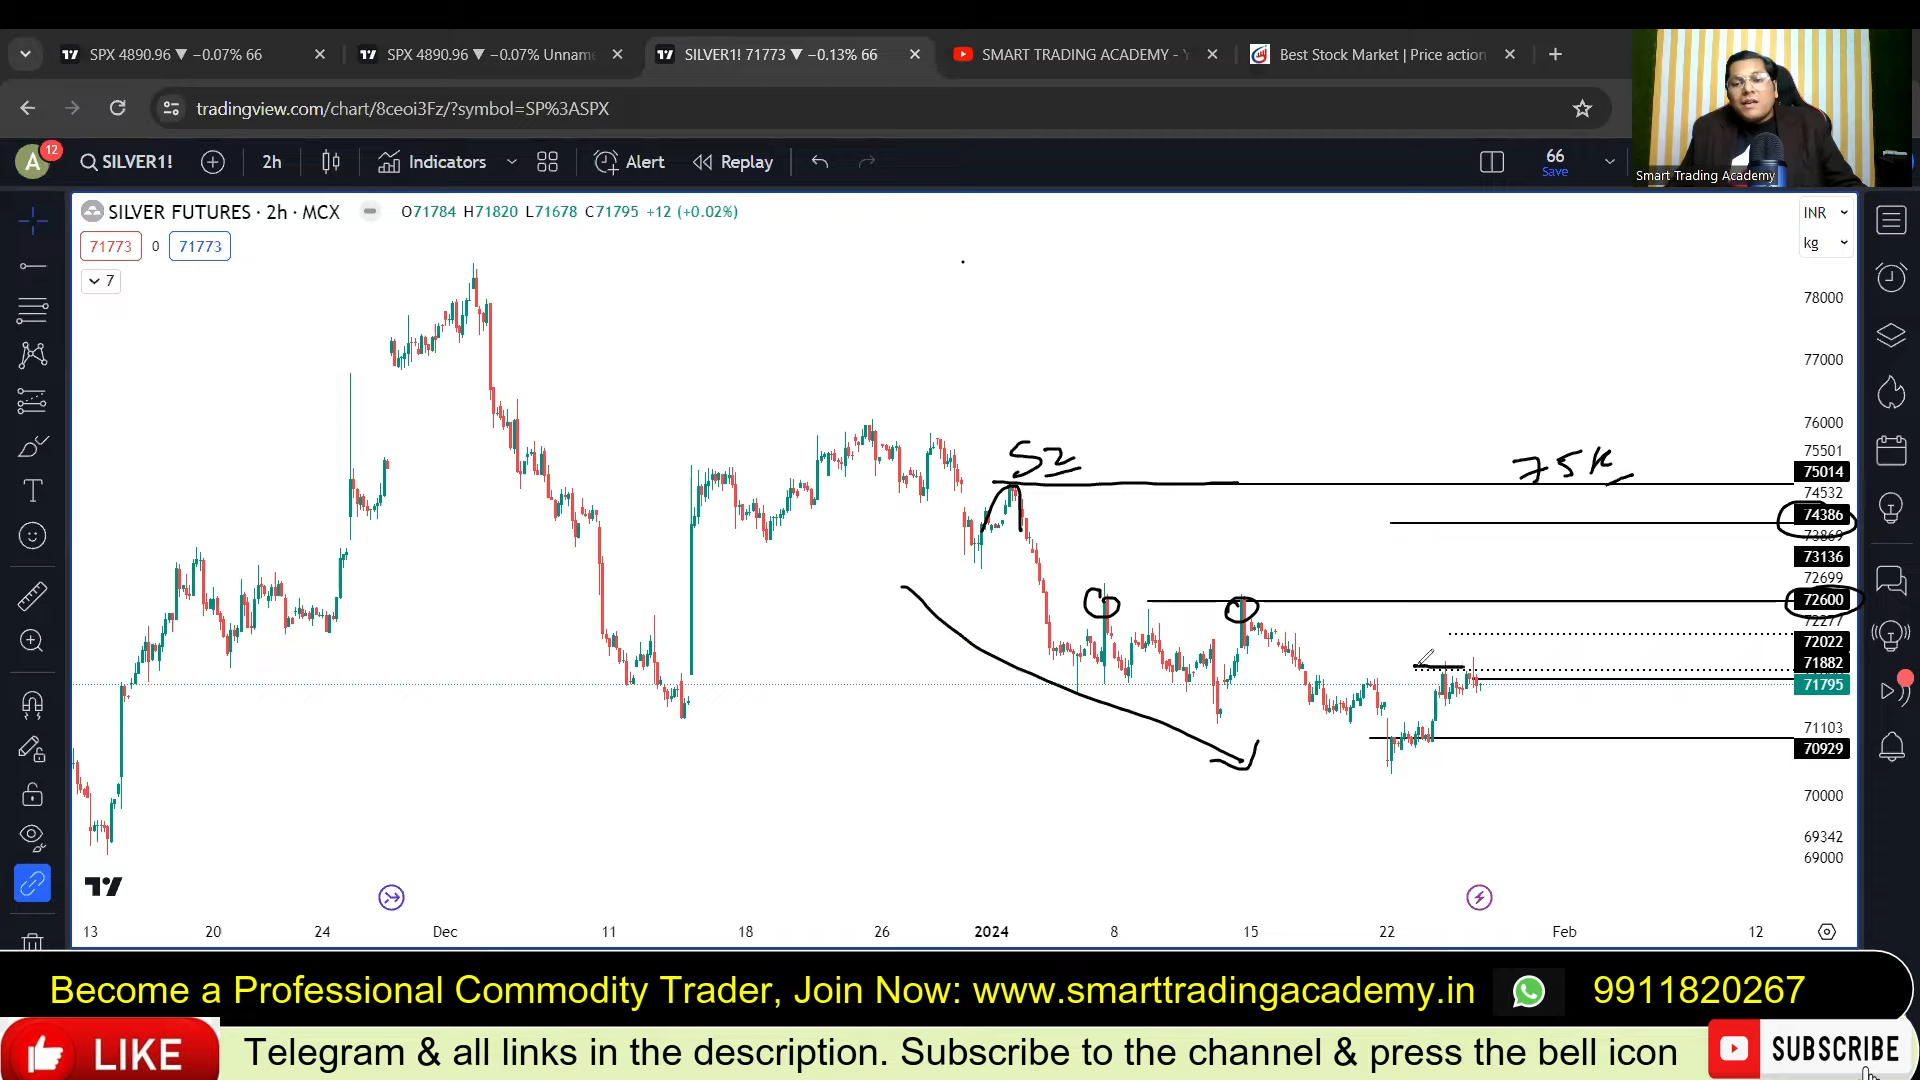 SPX 4890.96 ▼ −0.07% 66
SPX 4890.96 ▼ −0.07% Unname
SILVER1! 71773 ▼ −0.13% 66
SMART TRADING ACADEMY - Y
Best Stock Market | Price action
tradingview.com/chart/8ceoi3Fz/?symbol=SP%3ASPX
Smart Trading Academy
A
12
SILVER1!
2h
Indicators
Alert
Replay
66
Save
SILVER FUTURES · 2h · MCX
O71784 H71820 L71678 C71795 +12 (+0.02%)
INR
kg
71773
0
71773
7
78000
77000
76000
75501
75014
74532
74386
73869
73136
72699
72600
72277
72022
71882
71795
71103
70929
70000
69342
69000
SZ
75K
13
20
24
Dec
11
18
26
2024
8
15
22
Feb
12
Become a Professional Commodity Trader, Join Now: www.smarttradingacademy.in
9911820267
LIKE
Telegram & all links in the description. Subscribe to the channel & press the bell icon
SUBSCRIBE